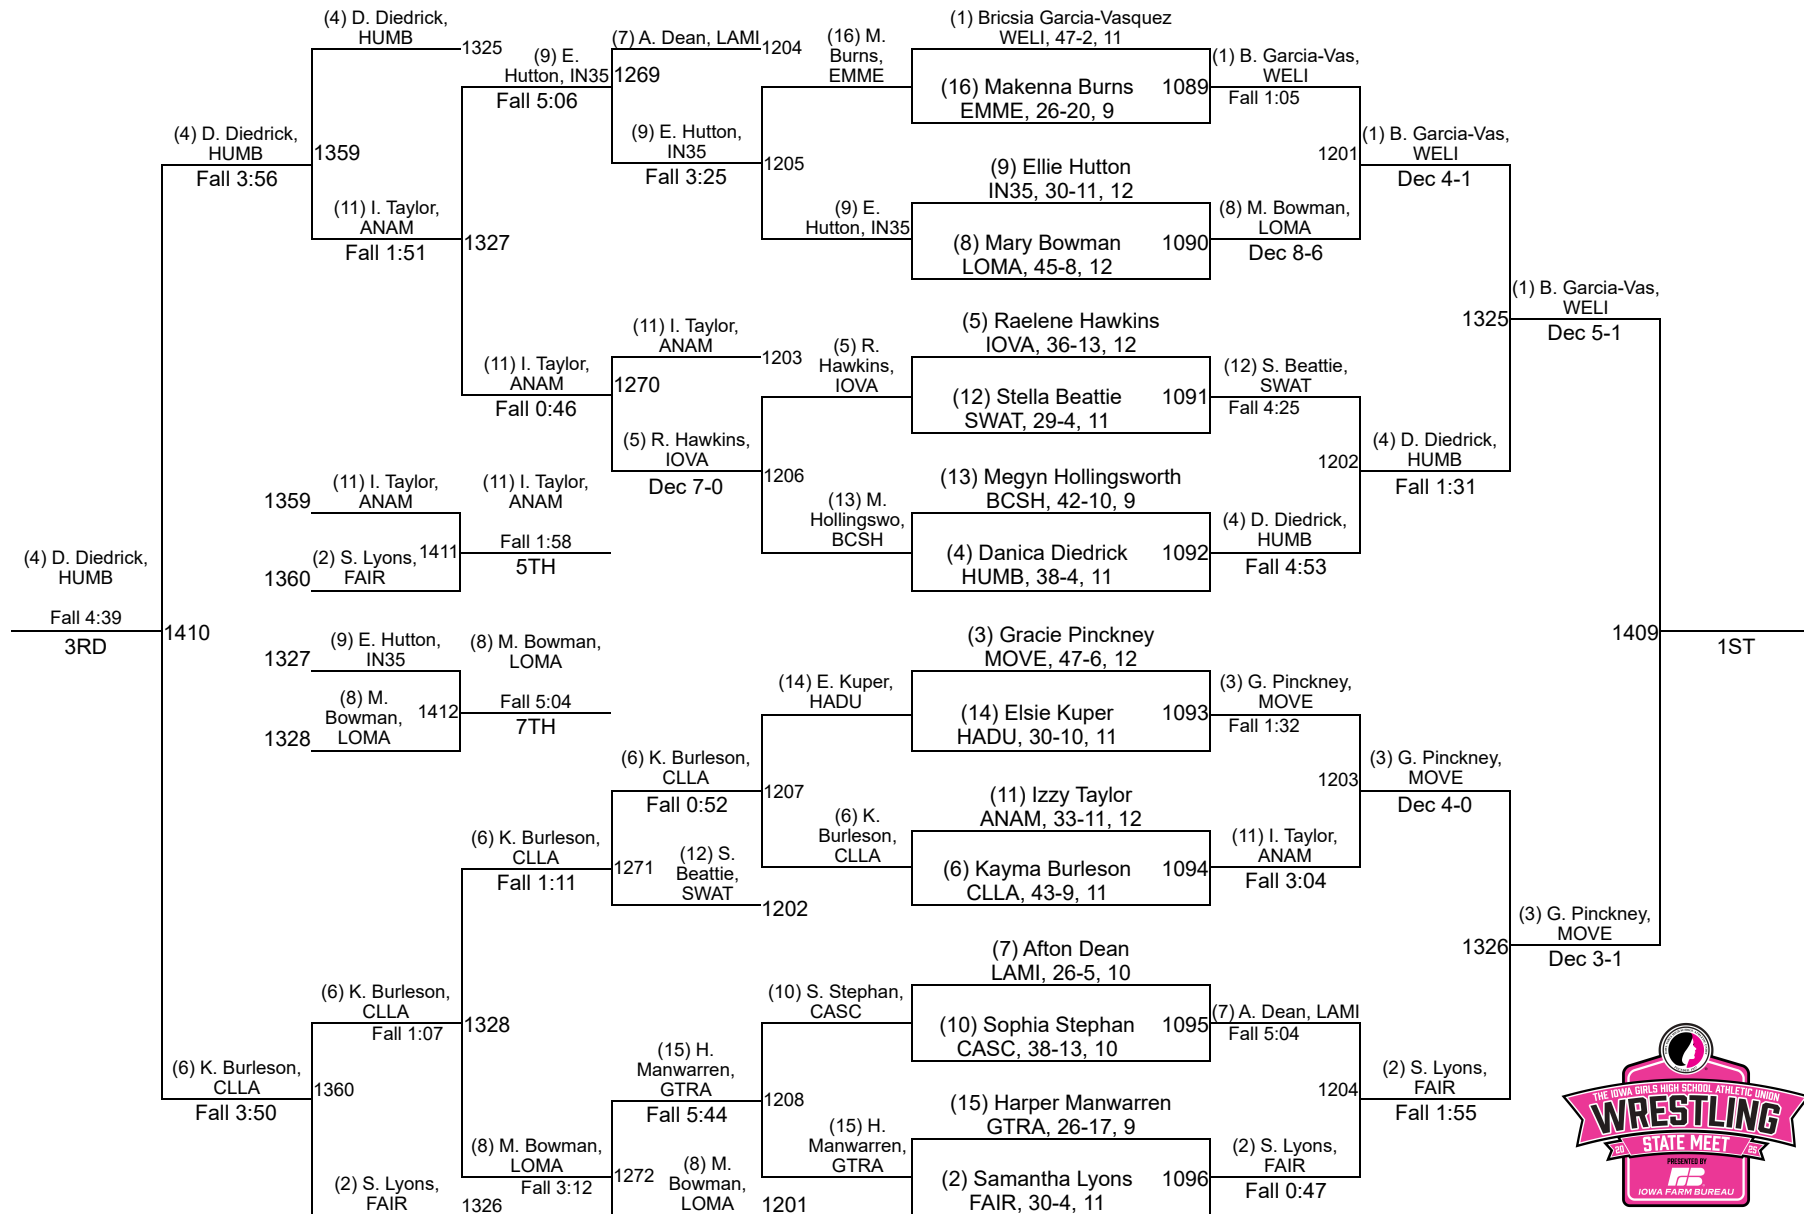 (4) D. Diedrick,
HUMB
1325
(9) E.
Hutton, IN35
Fall 5:06
(7) A. Dean, LAMI
1204
1269
(16) M.
Burns,
EMME
(1) Bricsia Garcia-Vasquez
WELI, 47-2, 11
(16) Makenna Burns
EMME, 26-20, 9
1089
(1) B. Garcia-Vas,
WELI
Fall 1:05
(4) D. Diedrick,
HUMB
Fall 3:56
1359
(9) E. Hutton,
IN35
Fall 3:25
1205
(9) Ellie Hutton
IN35, 30-11, 12
1201
(1) B. Garcia-Vas,
WELI
Dec 4-1
(11) I. Taylor,
ANAM
Fall 1:51
1327
(9) E.
Hutton, IN35
(8) Mary Bowman
LOMA, 45-8, 12
1090
(8) M. Bowman,
LOMA
Dec 8-6
(1) B. Garcia-Vas,
WELI
Dec 5-1
1325
(11) I. Taylor,
ANAM
1203
(11) I. Taylor,
ANAM
Fall 0:46
1270
(5) R.
Hawkins,
IOVA
(5) Raelene Hawkins
IOVA, 36-13, 12
(12) Stella Beattie
SWAT, 29-4, 11
1091
(12) S. Beattie,
SWAT
Fall 4:25
(5) R. Hawkins,
IOVA
Dec 7-0
1206
(13) Megyn Hollingsworth
BCSH, 42-10, 9
1202
(4) D. Diedrick,
HUMB
Fall 1:31
1359
(11) I. Taylor,
ANAM
(11) I. Taylor,
ANAM
(13) M.
Hollingswo,
BCSH
(4) Danica Diedrick
HUMB, 38-4, 11
1092
(4) D. Diedrick,
HUMB
Fall 4:53
1360
(2) S. Lyons,
FAIR
1411
Fall 1:58
5TH
(4) D. Diedrick,
HUMB
Fall 4:39
3RD
1410
1409
1ST
1327
(9) E. Hutton,
IN35
(8) M. Bowman,
LOMA
1328
(8) M.
Bowman,
LOMA
1412
Fall 5:04
7TH
(14) E. Kuper,
HADU
(3) Gracie Pinckney
MOVE, 47-6, 12
(14) Elsie Kuper
HADU, 30-10, 11
1093
(3) G. Pinckney,
MOVE
Fall 1:32
(6) K. Burleson,
CLLA
Fall 0:52
1207
1203
(3) G. Pinckney,
MOVE
Dec 4-0
(6) K. Burleson,
CLLA
Fall 1:11
1271
(12) S.
Beattie,
SWAT
1202
(6) K.
Burleson,
CLLA
(11) Izzy Taylor
ANAM, 33-11, 12
(6) Kayma Burleson
CLLA, 43-9, 11
1094
(11) I. Taylor,
ANAM
Fall 3:04
1326
(3) G. Pinckney,
MOVE
Dec 3-1
(6) K. Burleson,
CLLA
Fall 1:07
1328
(10) S. Stephan,
CASC
(7) Afton Dean
LAMI, 26-5, 10
(10) Sophia Stephan
CASC, 38-13, 10
1095
(7) A. Dean, LAMI
Fall 5:04
(6) K. Burleson,
CLLA
Fall 3:50
1360
(15) H.
Manwarren,
GTRA
Fall 5:44
1208
(15) Harper Manwarren
GTRA, 26-17, 9
1204
(2) S. Lyons,
FAIR
Fall 1:55
(2) S. Lyons,
FAIR
1326
(8) M. Bowman,
LOMA
Fall 3:12
1272
(8) M.
Bowman,
LOMA
1201
(15) H.
Manwarren,
GTRA
(2) Samantha Lyons
FAIR, 30-4, 11
1096
(2) S. Lyons,
FAIR
Fall 0:47
THE IOWA GIRLS HIGH SCHOOL ATHLETIC UNION
WRESTLING
20 STATE MEET 25
PRESENTED BY
FB
IOWA FARM BUREAU